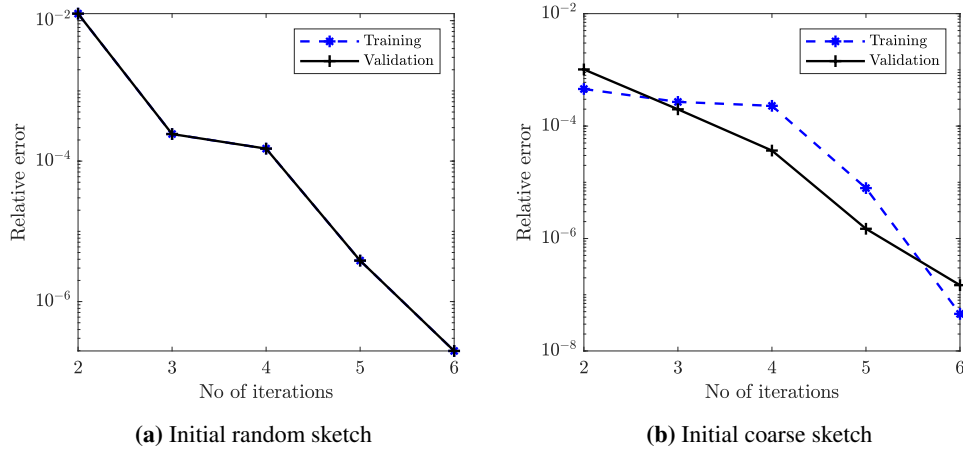 10^−2
10^−4
10^−6
Relative error
2 3 4 5 6
No of iterations
Training
Validation
(a) Initial random sketch
10^−2
10^−4
10^−6
10^−8
Relative error
2 3 4 5 6
No of iterations
Training
Validation
(b) Initial coarse sketch